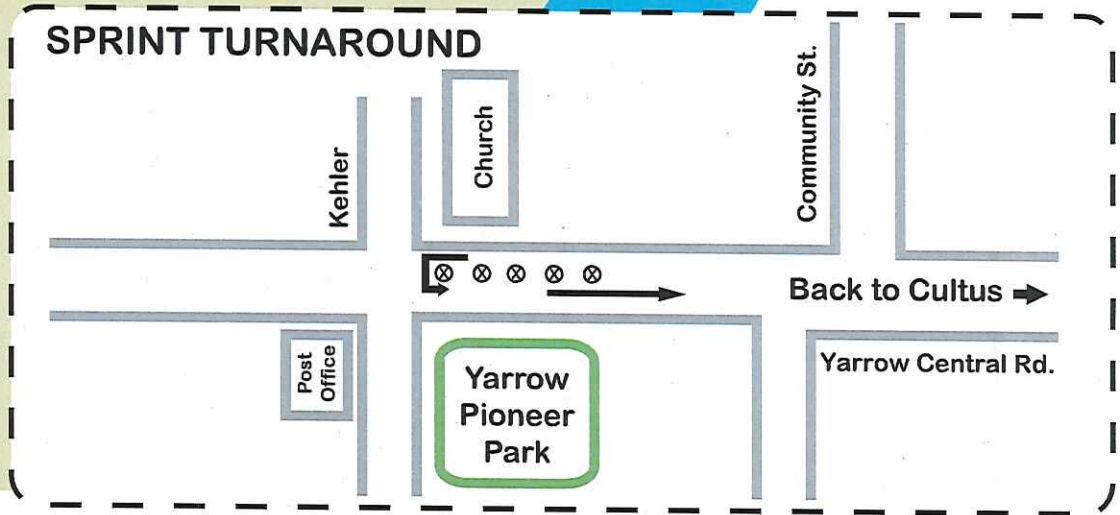 SPRINT TURNAROUND
Kehler
Church
Community St.
Back to Cultus
Yarrow Central Rd.
Post
Office
Yarrow
Pioneer
Park